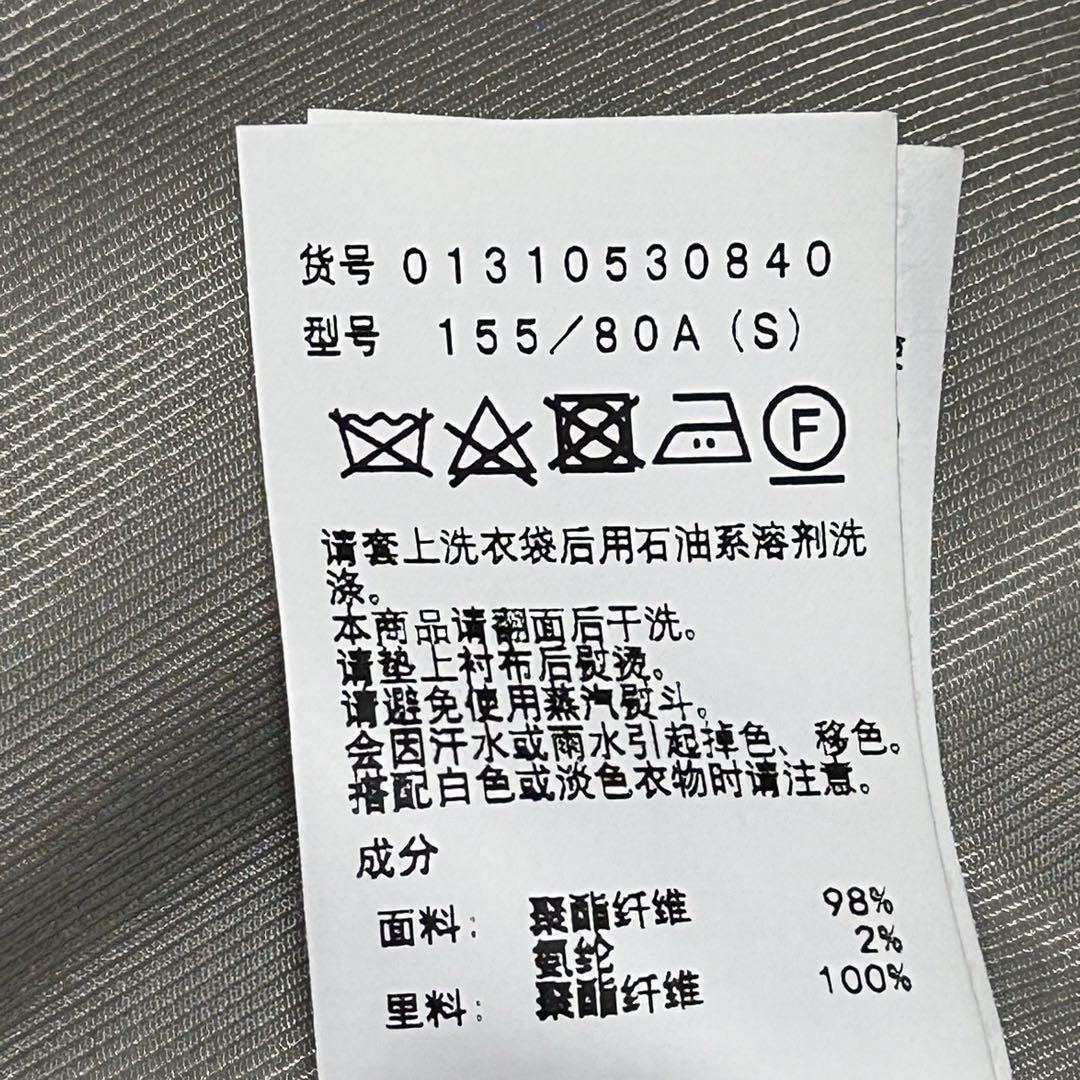 货号 01310530840
型号 155/80A(S)
F
请套上洗衣袋后用石油系溶剂洗
涤。
本商品请翻面后干洗。
请垫上衬布后熨烫。
请避免使用蒸汽熨斗。
会因汗水或雨水引起掉色、移色。
搭配白色或淡色衣物时请注意。
成分
面料: 聚酯纤维 98%
氨纶 2%
里料: 聚酯纤维 100%